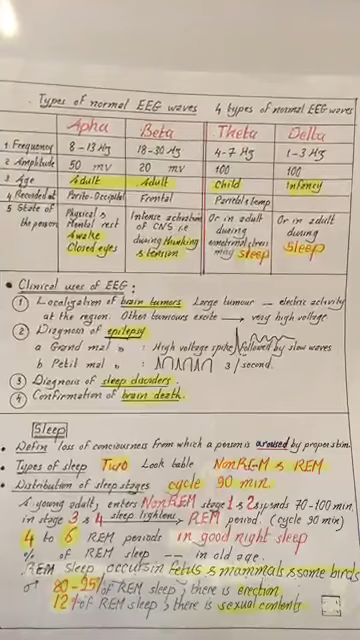 Types of normal EEG waves 4 types of normal EEG waves
Apha Beta Theta Delta
1. Frequency 8-13 Hz 18-30 Hz 4-7 Hz 1-3 Hz
2 Amplitude 50 mv 20 mv 100 100
3 Age Adult Adult Child Infancy
4 Recorded at Parito-Occipital Frontal Parietal & temp
5 State of the person Physical & Mental rest Awake Closed eyes Intense activation of CNS i.e during thinking & tension Or in adult during emotional stress sleep Or in adult during sleep
• Clinical uses of EEG:
① Localization of brain tumors Large tumour — electric activity
at the region. Other tumours excite → very high voltage
② Diagnosn of epilepsy
a Grand mal : High voltage spike followed by slow waves
b Petit mal : 3/second.
③ Diagnosis of sleep disorders.
④ Confirmation of brain death.
Sleep
• Define loss of conciousness from which a person is aroused by proper stim.
• Types of sleep Two Look table NonREM & REM
• Distribution of sleep stages cycle 90 min.
A young adult, enters NonREM stage 1 & 2 spends 70-100 min.
in stage 3 & 4 sleep lightens, REM period. (cycle 90 min)
4 to 6 REM periods in good night sleep
% of REM sleep -- in old age.
REM sleep occurs in fetus & mammals & some birds
80-95% of REM sleep, there is erection
12% of REM sleep, there is sexual contents